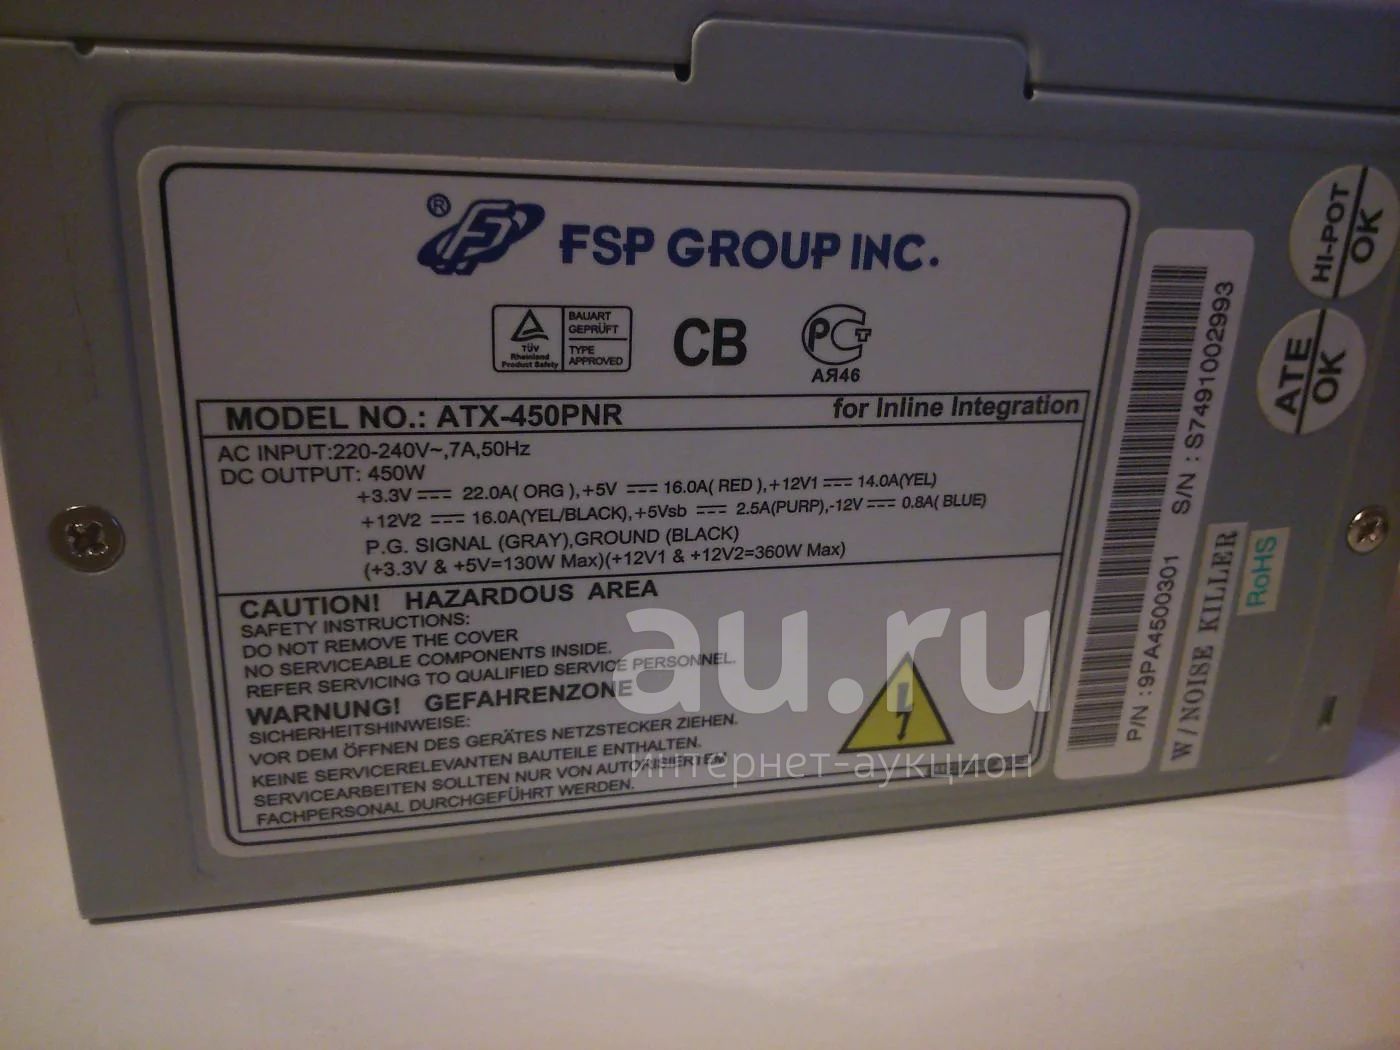 ® FSP GROUP INC.
TÜV
Rheinland
Product Safety
BAUART
GEPRÜFT
TYPE
APPROVED
CB
РСТ
АЯ46
MODEL NO.: ATX-450PNR
for Inline Integration
AC INPUT:220-240V~,7A,50Hz
DC OUTPUT: 450W
+3.3V ⎓ 22.0A( ORG ),+5V ⎓ 16.0A( RED ),+12V1 ⎓ 14.0A(YEL)
+12V2 ⎓ 16.0A(YEL/BLACK),+5Vsb ⎓ 2.5A(PURP),-12V ⎓ 0.8A( BLUE)
P.G. SIGNAL (GRAY),GROUND (BLACK)
(+3.3V & +5V=130W Max)(+12V1 & +12V2=360W Max)
CAUTION! HAZARDOUS AREA
SAFETY INSTRUCTIONS:
DO NOT REMOVE THE COVER
NO SERVICEABLE COMPONENTS INSIDE.
REFER SERVICING TO QUALIFIED SERVICE PERSONNEL.
WARNUNG! GEFAHRENZONE
SICHERHEITSHINWEISE:
VOR DEM ÖFFNEN DES GERÄTES NETZSTECKER ZIEHEN.
KEINE SERVICERELEVANTEN BAUTEILE ENTHALTEN.
SERVICEARBEITEN SOLLTEN NUR VON AUTORISIERTEM
FACHPERSONAL DURCHGEFÜHRT WERDEN.
P/N :9PA4500301 S/N : S7491002993
W/NOISE KILLER
RoHS
HI-POT
OK
ATE
OK
au.ru
интернет-аукцион